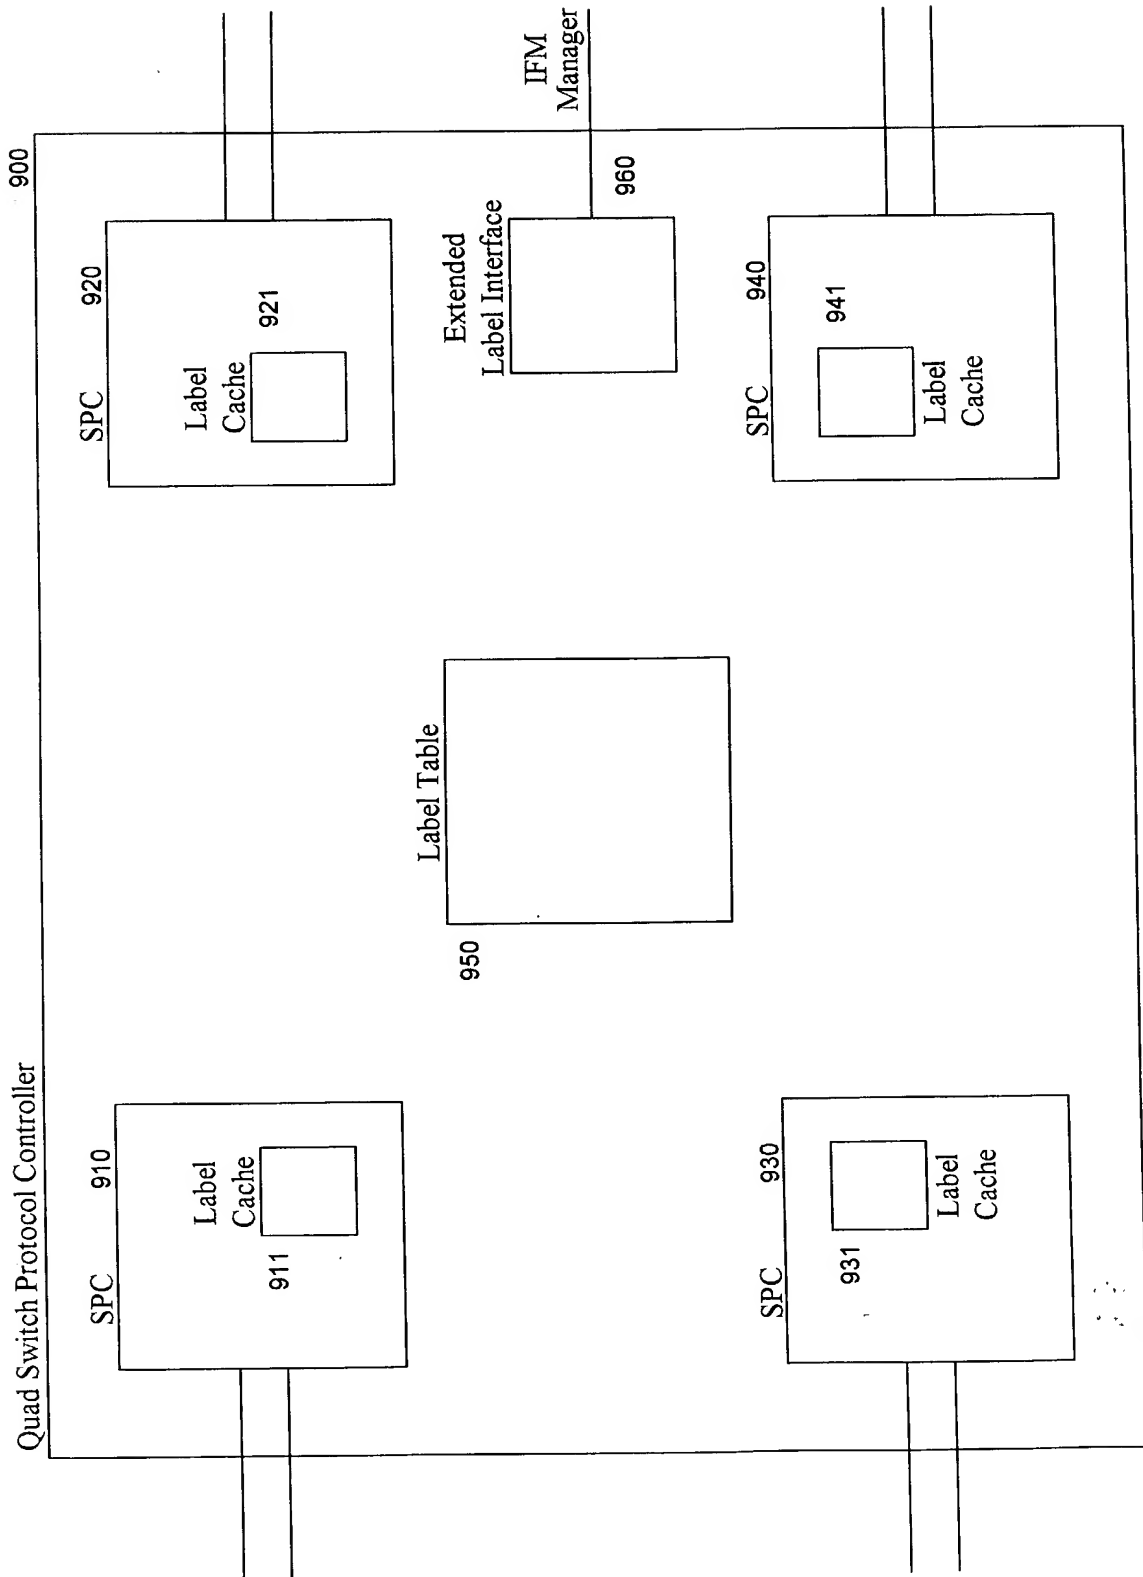 Quad Switch Protocol Controller
900
SPC
910
Label
Cache
911
SPC
920
Label
Cache
921
Label Table
950
Extended
Label Interface
960
IFM
Manager
SPC
930
931
Label
Cache
SPC
940
941
Label
Cache